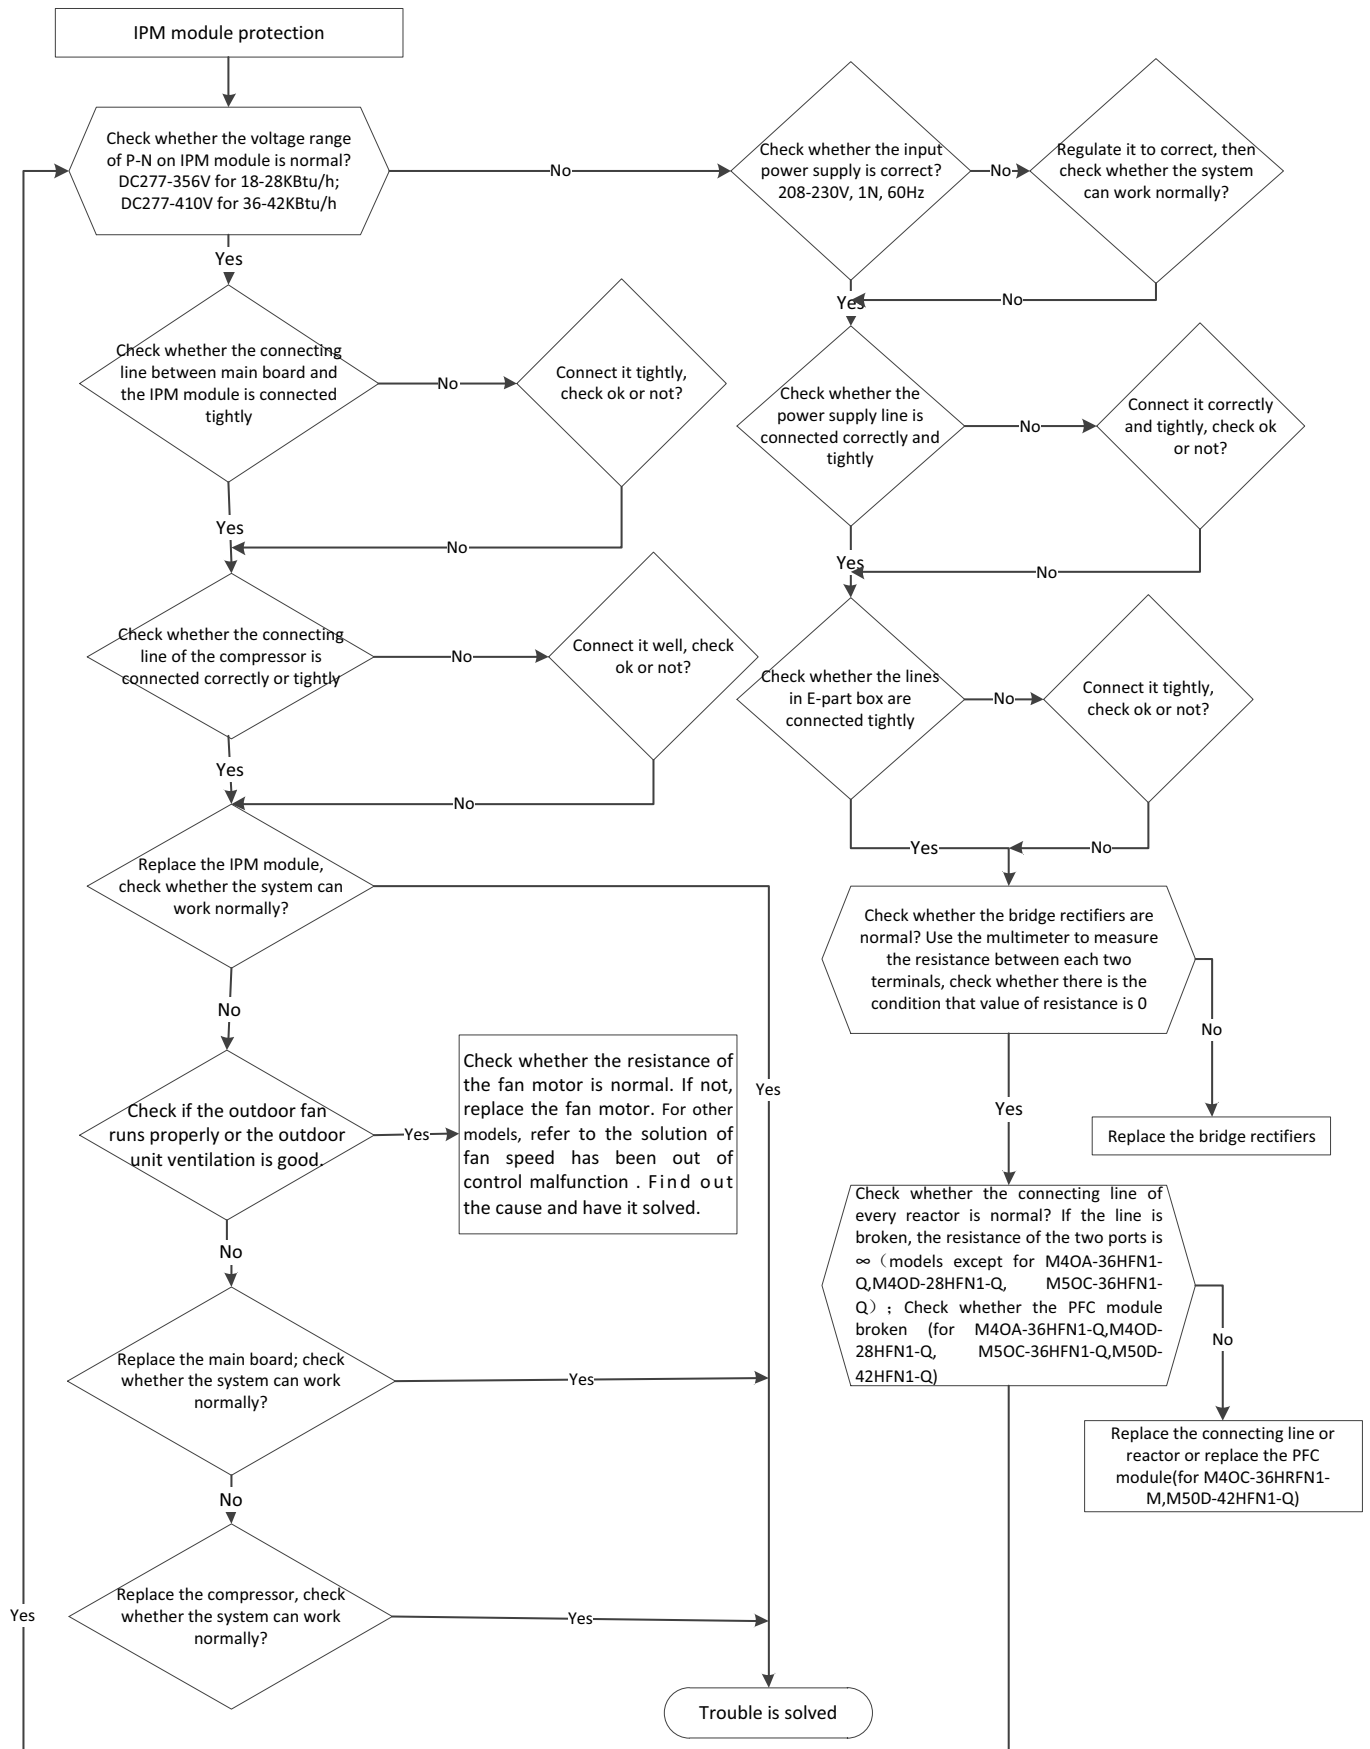 IPM module protection
Check whether the voltage range
of P-N on IPM module is normal?
DC277-356V for 18-28KBtu/h;
DC277-410V for 36-42KBtu/h
No
Check whether the input
power supply is correct?
208-230V, 1N, 60Hz
No
Regulate it to correct, then
check whether the system
can work normally?
Yes
Yes
No
Check whether the connecting
line between main board and
the IPM module is connected
tightly
No
Connect it tightly,
check ok or not?
Check whether the
power supply line is
connected correctly and
tightly
No
Connect it correctly
and tightly, check ok
or not?
Yes
No
Yes
No
Check whether the connecting
line of the compressor is
connected correctly or tightly
No
Connect it well, check
ok or not?
Check whether the lines
in E-part box are
connected tightly
No
Connect it tightly,
check ok or not?
Yes
No
Yes
No
Replace the IPM module,
check whether the system can
work normally?
Check whether the bridge rectifiers are
normal? Use the multimeter to measure
the resistance between each two
terminals, check whether there is the
condition that value of resistance is 0
No
No
Yes
Yes
Replace the bridge rectifiers
Check if the outdoor fan
runs properly or the outdoor
unit ventilation is good.
Yes
Check whether the resistance of
the fan motor is normal. If not,
replace the fan motor. For other
models, refer to the solution of
fan speed has been out of
control malfunction . Find out
the cause and have it solved.
Check whether the connecting line of
every reactor is normal? If the line is
broken, the resistance of the two ports is
∞（models except for M4OA-36HFN1-
Q,M4OD-28HFN1-Q, M5OC-36HFN1-
Q）; Check whether the PFC module
broken (for M4OA-36HFN1-Q,M4OD-
28HFN1-Q, M5OC-36HFN1-Q,M50D-
42HFN1-Q)
No
No
Replace the main board; check
whether the system can work
normally?
Yes
Replace the connecting line or
reactor or replace the PFC
module(for M4OC-36HRFN1-
M,M50D-42HFN1-Q)
No
Replace the compressor, check
whether the system can work
normally?
Yes
Yes
Trouble is solved